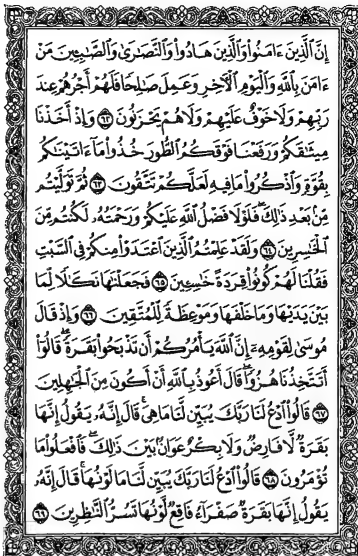 إِنَّ ٱلَّذِينَ ءَامَنُوا۟ وَٱلَّذِينَ هَادُوا۟ وَٱلنَّصَٰرَىٰ وَٱلصَّٰبِـِٔينَ مَنْ
ءَامَنَ بِٱللَّهِ وَٱلْيَوْمِ ٱلْءَاخِرِ وَعَمِلَ صَٰلِحًا فَلَهُمْ أَجْرُهُمْ عِندَ
رَبِّهِمْ وَلَا خَوْفٌ عَلَيْهِمْ وَلَا هُمْ يَحْزَنُونَ ٦٢ وَإِذْ أَخَذْنَا
مِيثَٰقَكُمْ وَرَفَعْنَا فَوْقَكُمُ ٱلطُّورَ خُذُوا۟ مَآ ءَاتَيْنَٰكُم
بِقُوَّةٍ وَٱذْكُرُوا۟ مَا فِيهِ لَعَلَّكُمْ تَتَّقُونَ ٦٣ ثُمَّ تَوَلَّيْتُم
مِّنۢ بَعْدِ ذَٰلِكَ ۖ فَلَوْلَا فَضْلُ ٱللَّهِ عَلَيْكُمْ وَرَحْمَتُهُۥ لَكُنتُم مِّنَ
ٱلْخَٰسِرِينَ ٦٤ وَلَقَدْ عَلِمْتُمُ ٱلَّذِينَ ٱعْتَدَوْا۟ مِنكُمْ فِى ٱلسَّبْتِ
فَقُلْنَا لَهُمْ كُونُوا۟ قِرَدَةً خَٰسِـِٔينَ ٦٥ فَجَعَلْنَٰهَا نَكَٰلًا لِّمَا
بَيْنَ يَدَيْهَا وَمَا خَلْفَهَا وَمَوْعِظَةً لِّلْمُتَّقِينَ ٦٦ وَإِذْ قَالَ
مُوسَىٰ لِقَوْمِهِۦٓ إِنَّ ٱللَّهَ يَأْمُرُكُمْ أَن تَذْبَحُوا۟ بَقَرَةً ۖ قَالُوٓا۟
أَتَتَّخِذُنَا هُزُوًا ۖ قَالَ أَعُوذُ بِٱللَّهِ أَنْ أَكُونَ مِنَ ٱلْجَٰهِلِينَ
٦٧ قَالُوا۟ ٱدْعُ لَنَا رَبَّكَ يُبَيِّن لَّنَا مَا هِىَ ۚ قَالَ إِنَّهُۥ يَقُولُ إِنَّهَا
بَقَرَةٌ لَّا فَارِضٌ وَلَا بِكْرٌ عَوَانٌۢ بَيْنَ ذَٰلِكَ ۖ فَٱفْعَلُوا۟ مَا
تُؤْمَرُونَ ٦٨ قَالُوا۟ ٱدْعُ لَنَا رَبَّكَ يُبَيِّن لَّنَا مَا لَوْنُهَا ۚ قَالَ إِنَّهُۥ
يَقُولُ إِنَّهَا بَقَرَةٌ صَفْرَآءُ فَاقِعٌ لَّوْنُهَا تَسُرُّ ٱلنَّٰظِرِينَ ٦٩